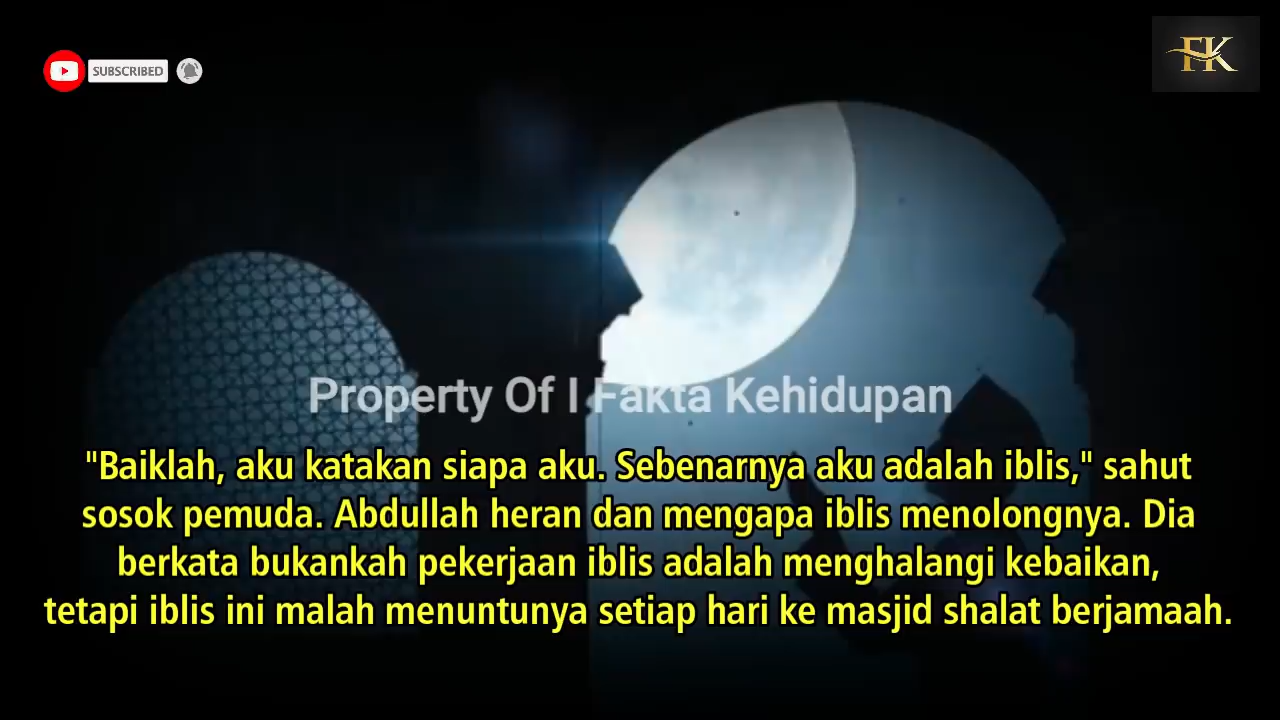 SUBSCRIBED
FK
Property Of I Fakta Kehidupan
"Baiklah, aku katakan siapa aku. Sebenarnya aku adalah iblis," sahut
sosok pemuda. Abdullah heran dan mengapa iblis menolongnya. Dia
berkata bukankah pekerjaan iblis adalah menghalangi kebaikan,
tetapi iblis ini malah menuntunya setiap hari ke masjid shalat berjamaah.